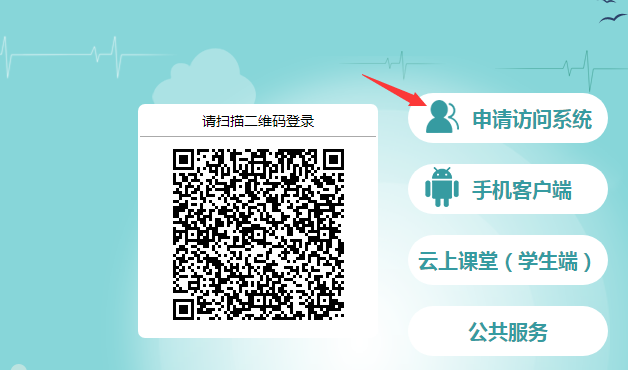 请扫描二维码登录
申请访问系统
手机客户端
云上课堂（学生端）
公共服务